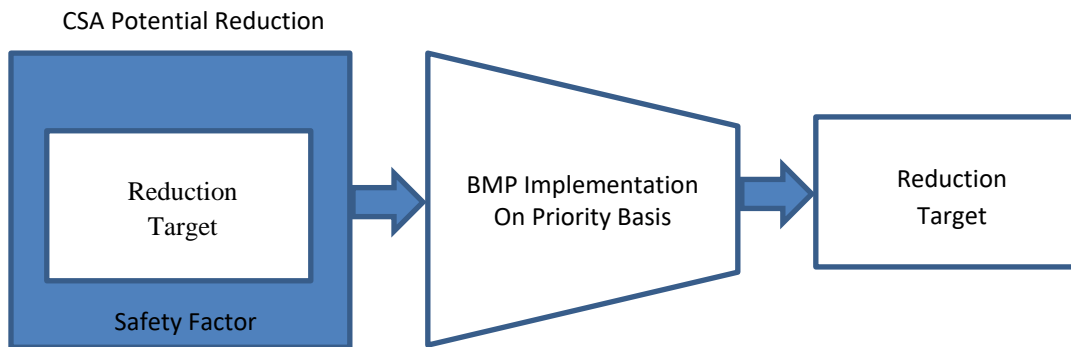 CSA Potential Reduction
Reduction
Target
Safety Factor
BMP Implementation
On Priority Basis
Reduction
Target